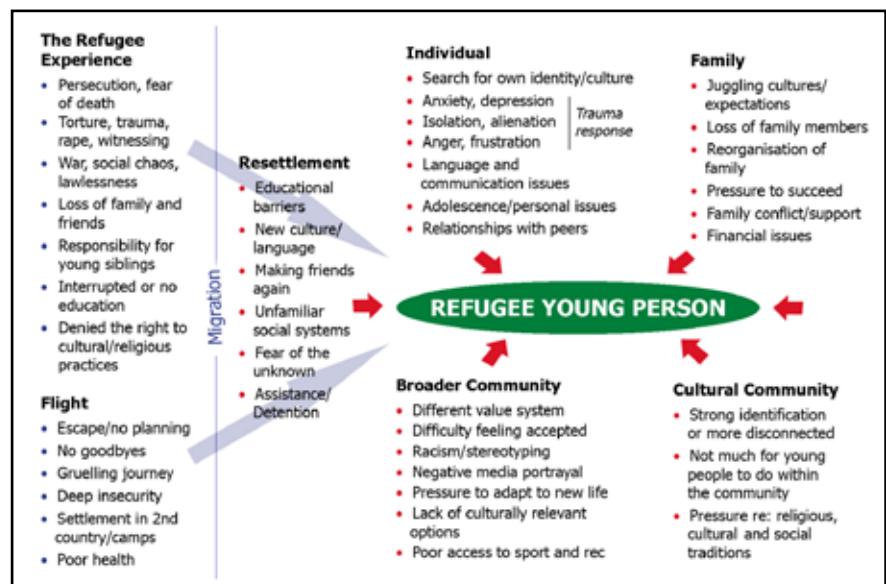 The Refugee
Experience
• Persecution, fear
of death
• Torture, trauma,
rape, witnessing
• War, social chaos,
lawlessness
• Loss of family and
friends
• Responsibility for
young siblings
• Interrupted or no
education
• Denied the right to
cultural/religious
practices
Flight
• Escape/no planning
• No goodbyes
• Gruelling journey
• Deep insecurity
• Settlement in 2nd
country/camps
• Poor health
Migration
Resettlement
• Educational
barriers
• New culture/
language
• Making friends
again
• Unfamiliar
social systems
• Fear of the
unknown
• Assistance/
Detention
Individual
• Search for own identity/culture
• Anxiety, depression
• Isolation, alienation
• Anger, frustration
Trauma
response
• Language and
communication issues
• Adolescence/personal issues
• Relationships with peers
Family
• Juggling cultures/
expectations
• Loss of family members
• Reorganisation of
family
• Pressure to succeed
• Family conflict/support
• Financial issues
REFUGEE YOUNG PERSON
Broader Community
• Different value system
• Difficulty feeling accepted
• Racism/stereotyping
• Negative media portrayal
• Pressure to adapt to new life
• Lack of culturally relevant
options
• Poor access to sport and rec
Cultural Community
• Strong identification
or more disconnected
• Not much for young
people to do within
the community
• Pressure re: religious,
cultural and social
traditions